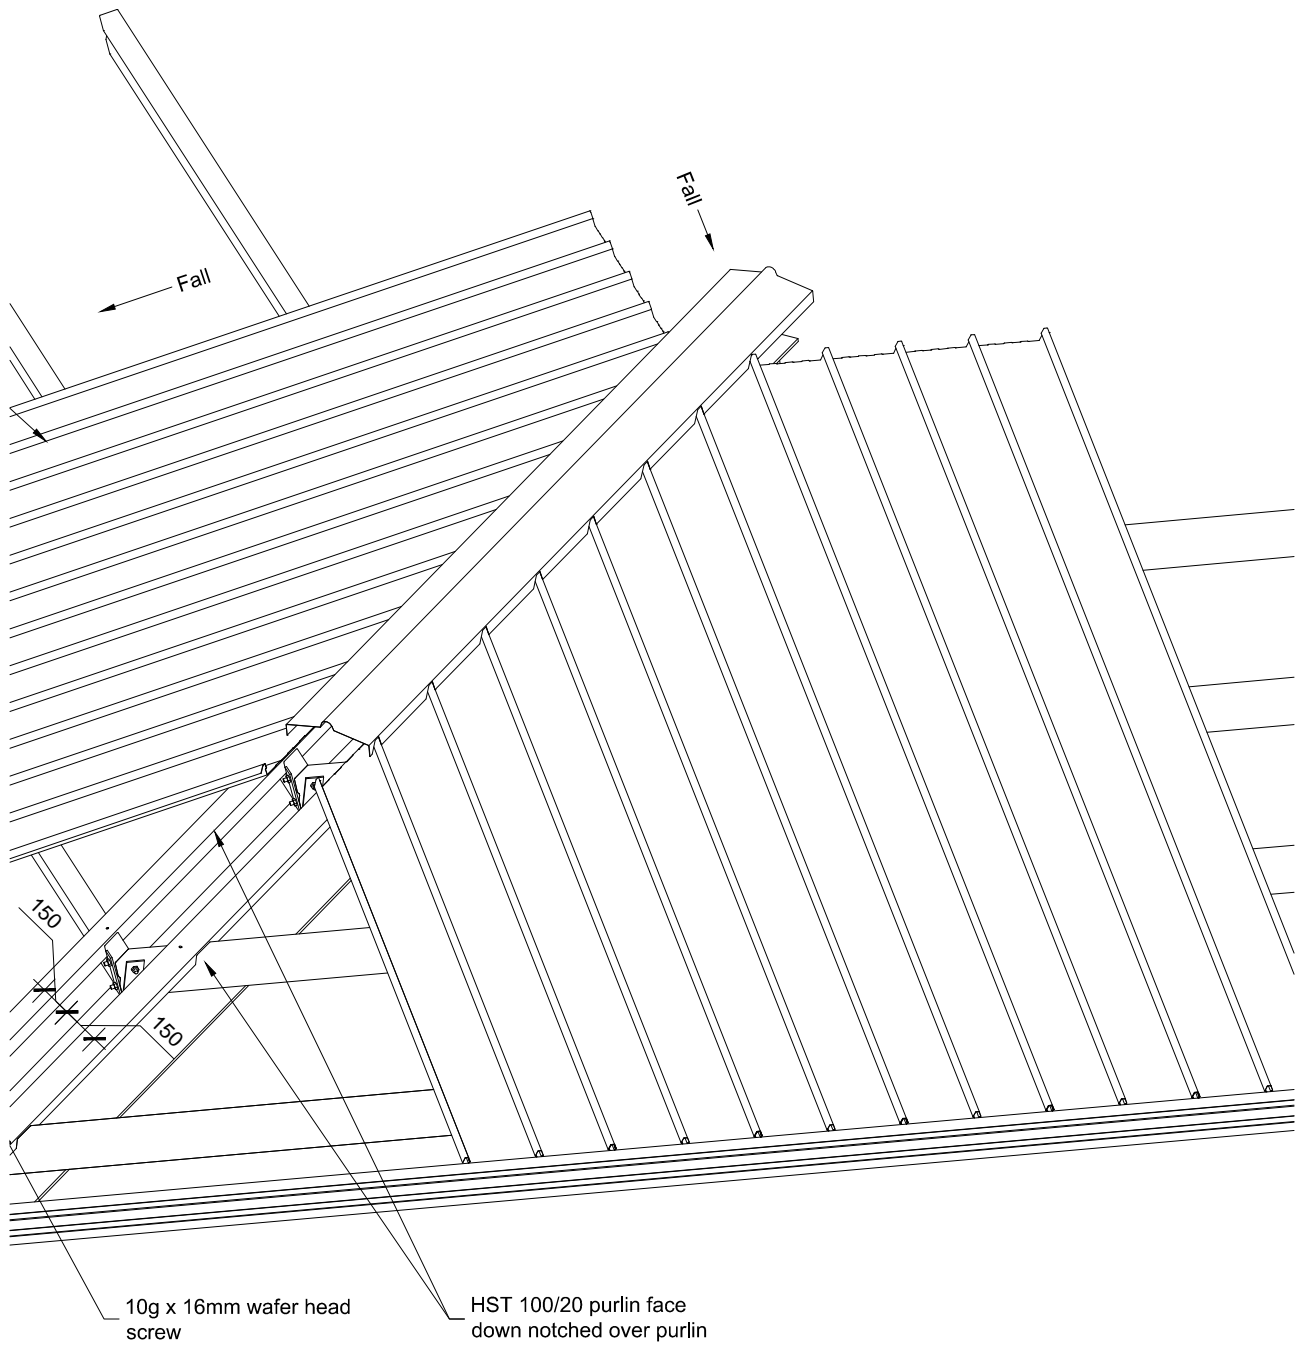 Fall
Fall
150
150
10g x 16mm wafer head
screw
HST 100/20 purlin face
down notched over purlin